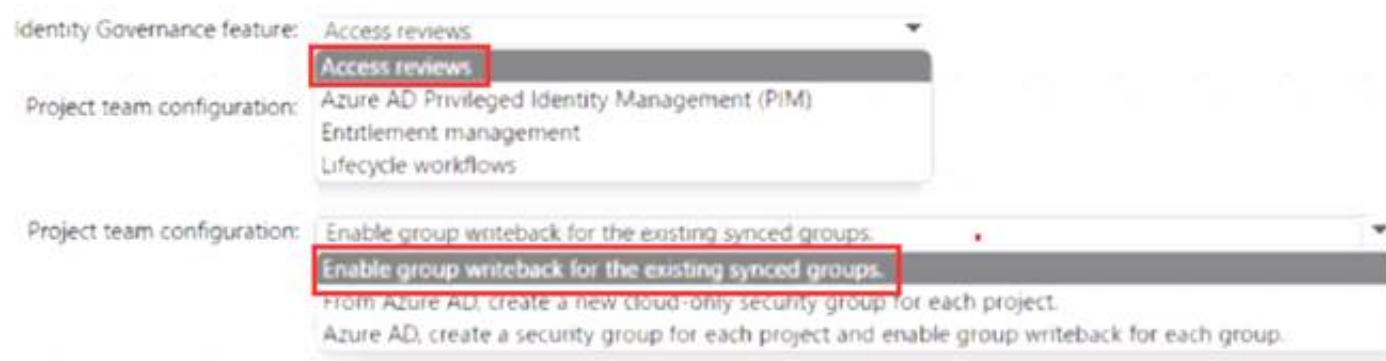 Identity Governance feature: Access reviews
Access reviews
Project team configuration: Azure AD Privileged Identity Management (PIM)
Entitlement management
Lifecycle workflows
Project team configuration: Enable group writeback for the existing synced groups.
Enable group writeback for the existing synced groups.
From Azure AD, create a new cloud-only security group for each project.
Azure AD, create a security group for each project and enable group writeback for each group.